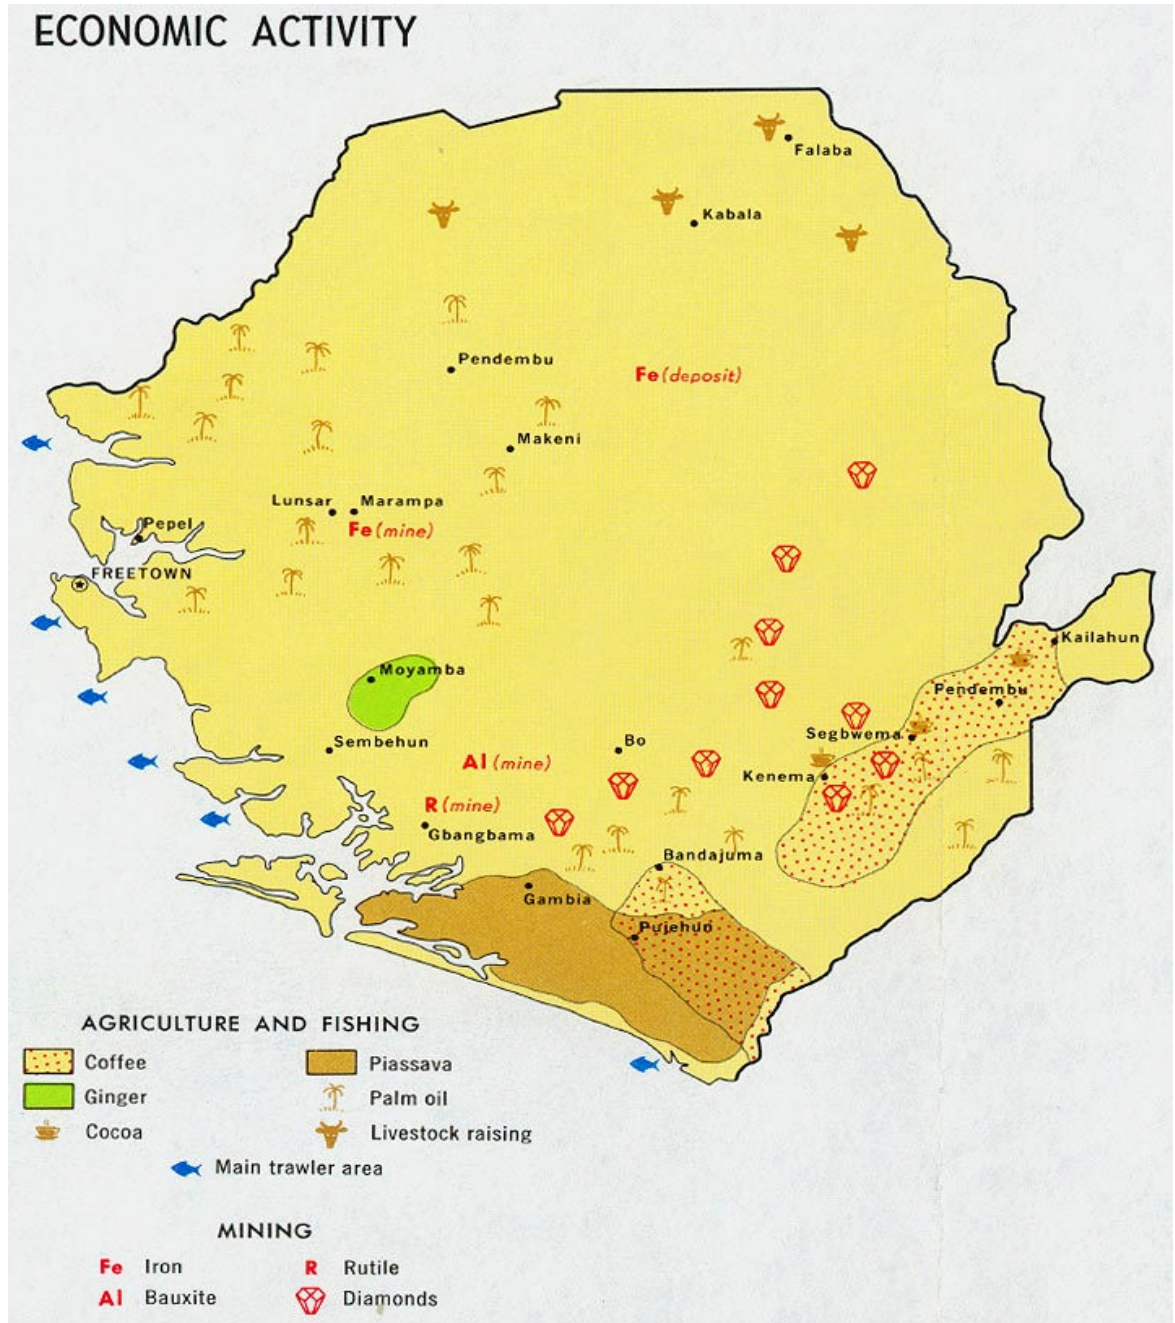 ECONOMIC ACTIVITY
Falaba
Kabala
Pendembu
Fe (deposit)
Makeni
Lunsar Marampa
Fe (mine)
Pepel
FREETOWN
Kailahun
Moyamba
Pendembu
Segbwema
Sembehun
Bo
Al (mine)
Kenema
R (mine)
Gbangbama
Bandajuma
Gambia
Pujehun
AGRICULTURE AND FISHING
Coffee Piassava
Ginger Palm oil
Cocoa Livestock raising
Main trawler area
MINING
Fe Iron R Rutile
Al Bauxite Diamonds